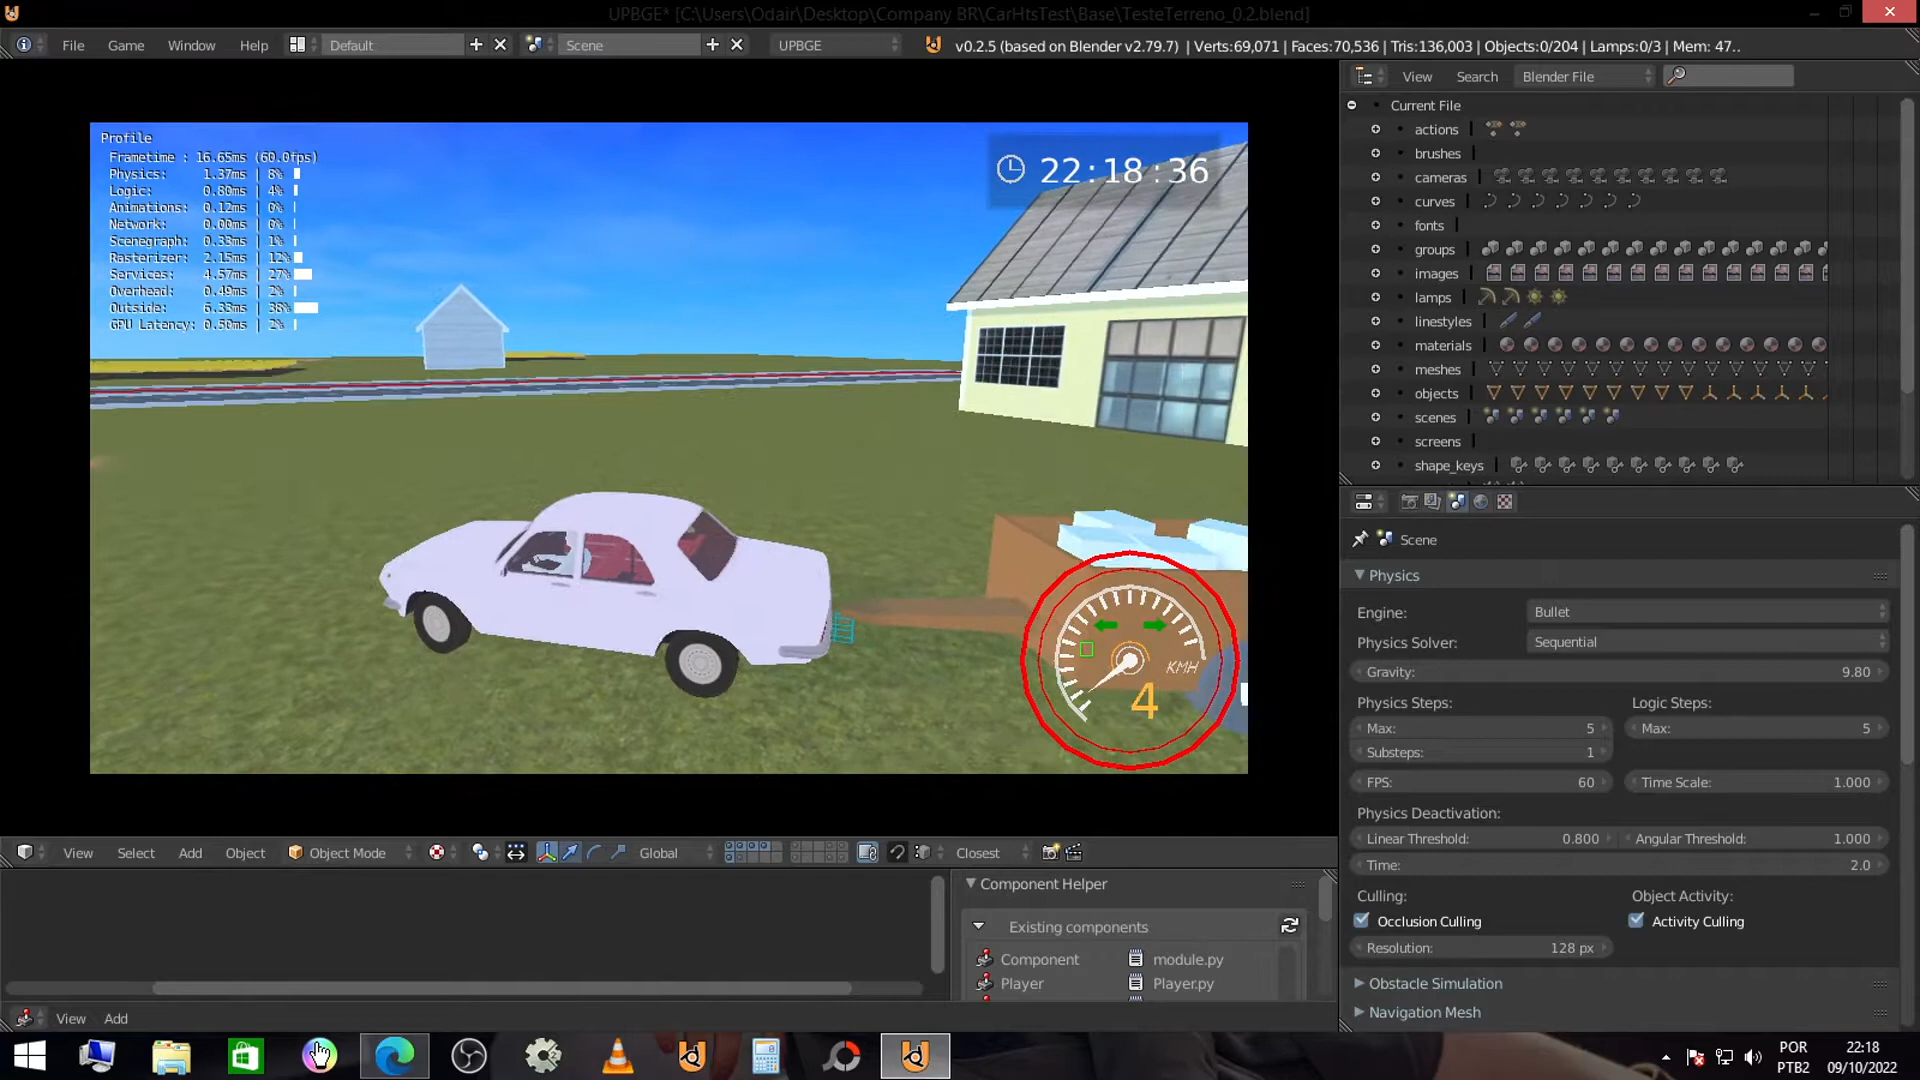 UPBGE* [C:\Users\Odair\Desktop\Company BR\CarHtsTest\Base\TesteTerreno_0.2.blend]
File Game Window Help Default Scene UPBGE v0.2.5 (based on Blender v2.79.7) | Verts:69,071 | Faces:70,536 | Tris:136,003 | Objects:0/204 | Lamps:0/3 | Mem: 47..
View Search Blender File
Current File
actions
brushes
cameras
curves
fonts
groups
images
lamps
linestyles
materials
meshes
objects
scenes
screens
shape_keys
Profile
Frametime : 16.65ms (60.0fps)
Physics: 1.37ms | 8%
Logic: 0.80ms | 4%
Animations: 0.12ms | 0%
Network: 0.00ms | 0%
Scenegraph: 0.33ms | 1%
Rasterizer: 2.15ms | 12%
Services: 4.57ms | 27%
Overhead: 0.49ms | 2%
Outside: 6.33ms | 38%
GPU Latency: 0.50ms | 2%
22:18:36
KMH
4
Scene
Physics
Engine: Bullet
Physics Solver: Sequential
Gravity: 9.80
Physics Steps: Logic Steps:
Max: 5 Max: 5
Substeps: 1
FPS: 60 Time Scale: 1.000
Physics Deactivation:
Linear Threshold: 0.800 Angular Threshold: 1.000
Time: 2.0
Culling: Object Activity:
Occlusion Culling Activity Culling
Resolution: 128 px
Obstacle Simulation
Navigation Mesh
View Select Add Object Object Mode Global Closest
Component Helper
Existing components
Component module.py
Player Player.py
View Add
POR 22:18
PTB2 09/10/2022